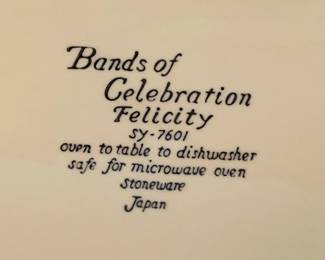 Bands of
Celebration
Felicity
SY-7601
oven to table to dishwasher
safe for microwave oven
Stoneware
Japan